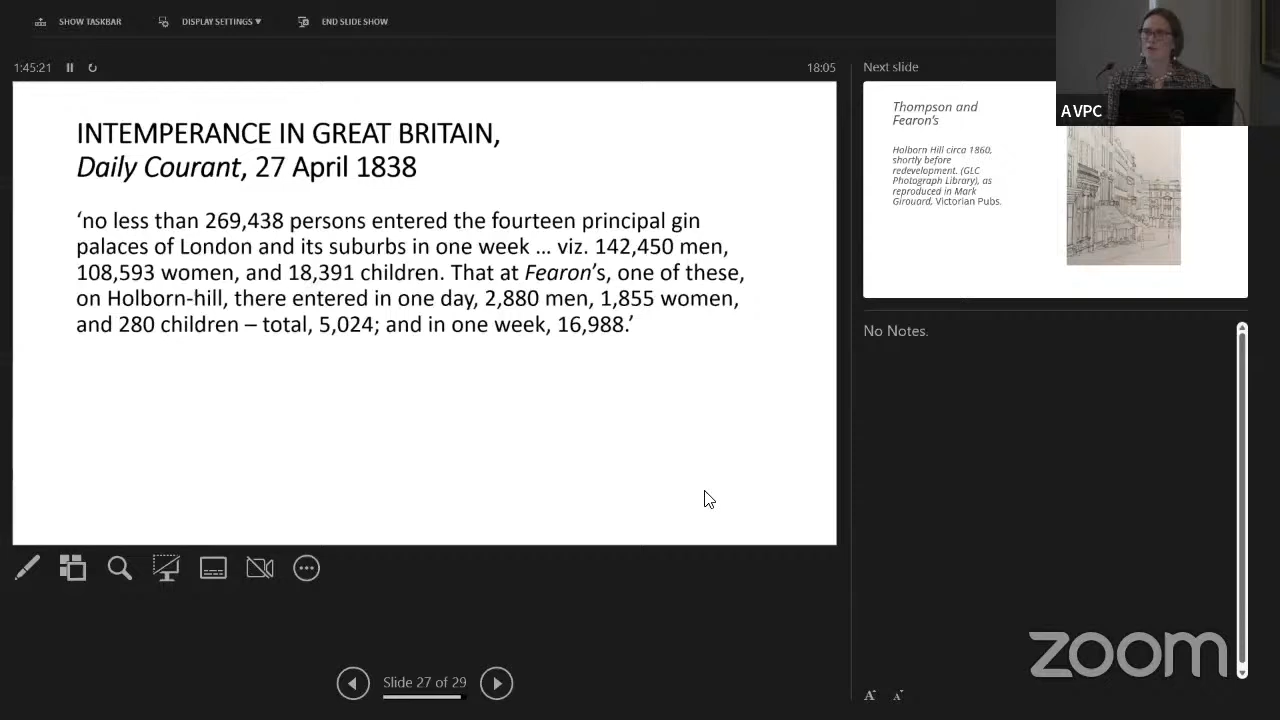 SHOW TASKBAR
DISPLAY SETTINGS ▼
END SLIDE SHOW
1:45:21
18:05
INTEMPERANCE IN GREAT BRITAIN,
Daily Courant, 27 April 1838
‘no less than 269,438 persons entered the fourteen principal gin
palaces of London and its suburbs in one week … viz. 142,450 men,
108,593 women, and 18,391 children. That at Fearon’s, one of these,
on Holborn-hill, there entered in one day, 2,880 men, 1,855 women,
and 280 children – total, 5,024; and in one week, 16,988.’
Slide 27 of 29
Next slide
Thompson and
Fearon's
Holborn Hill circa 1860,
shortly before
redevelopment. (GLC
Photograph Library), as
reproduced in Mark
Girouard, Victorian Pubs.
No Notes.
A A
AVPC
zoom